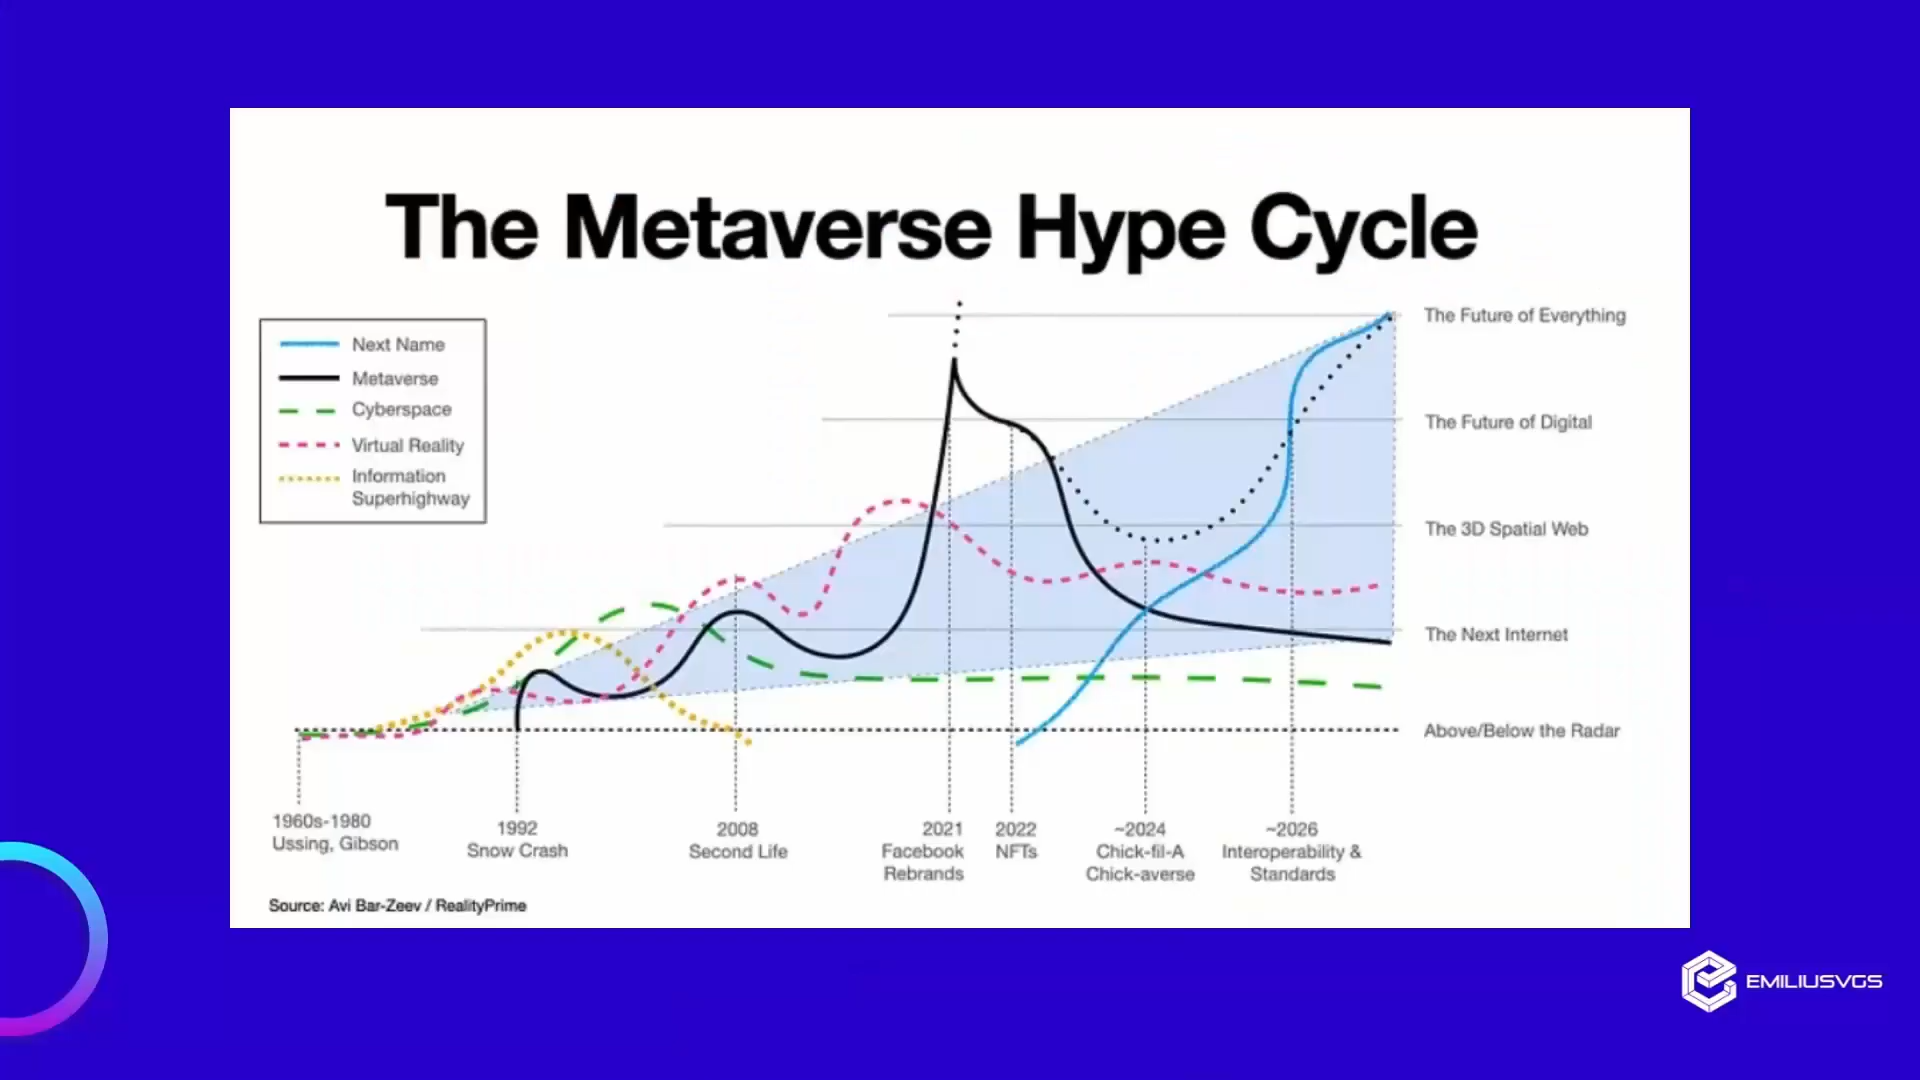 The Metaverse Hype Cycle
Next Name
Metaverse
Cyberspace
Virtual Reality
Information
Superhighway
The Future of Everything
The Future of Digital
The 3D Spatial Web
The Next Internet
Above/Below the Radar
1960s-1980
Ussing, Gibson
1992
Snow Crash
2008
Second Life
2021
Facebook
Rebrands
2022
NFTs
~2024
Chick-fil-A
Chick-averse
~2026
Interoperability &
Standards
Source: Avi Bar-Zeev / RealityPrime
EMILIUSVGS